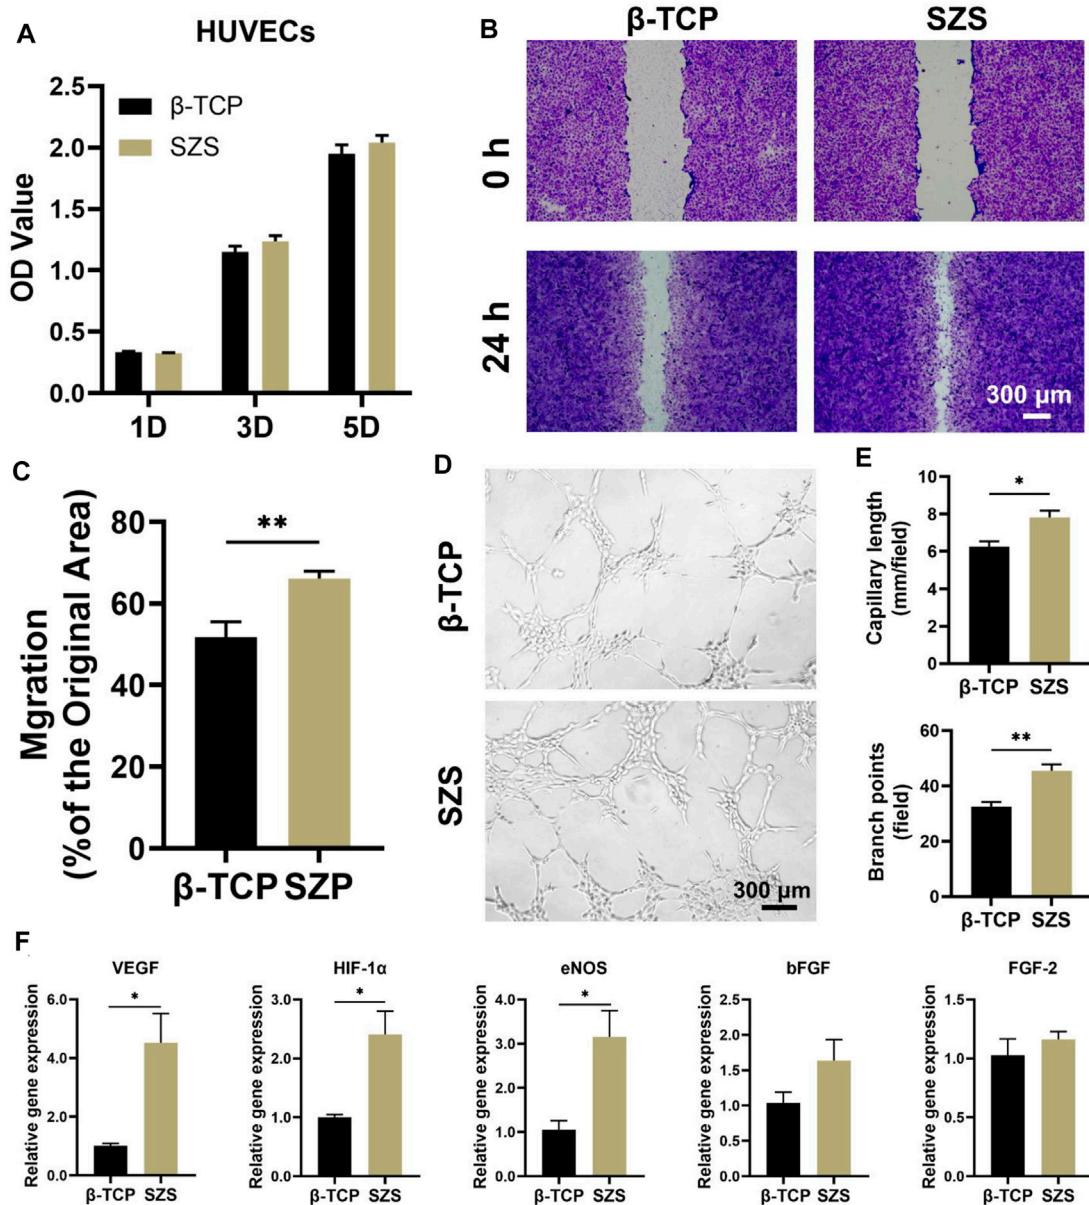 A
HUVECs
OD Value
2.5
2.0
1.5
1.0
0.5
0.0
β-TCP
SZS
1D
3D
5D
B
β-TCP
SZS
0 h
24 h
300 μm
C
Mgration
(%of the Original Area)
80
60
40
20
0
**
β-TCP
SZP
D
β-TCP
SZS
300 μm
E
Capillary length
(mm/field)
8
6
4
2
0
*
β-TCP
SZS
Branch points
(field)
60
40
20
0
**
β-TCP
SZS
F
VEGF
Relative gene expression
6.0
4.0
2.0
1.0
0.0
*
β-TCP
SZS
HIF-1α
Relative gene expression
3.0
2.0
1.0
0.0
*
β-TCP
SZS
eNOS
Relative gene expression
4.0
3.0
2.0
1.0
0.0
*
β-TCP
SZS
bFGF
Relative gene expression
2.5
2.0
1.5
1.0
0.5
0.0
β-TCP
SZS
FGF-2
Relative gene expression
1.5
1.0
0.5
0.0
β-TCP
SZS